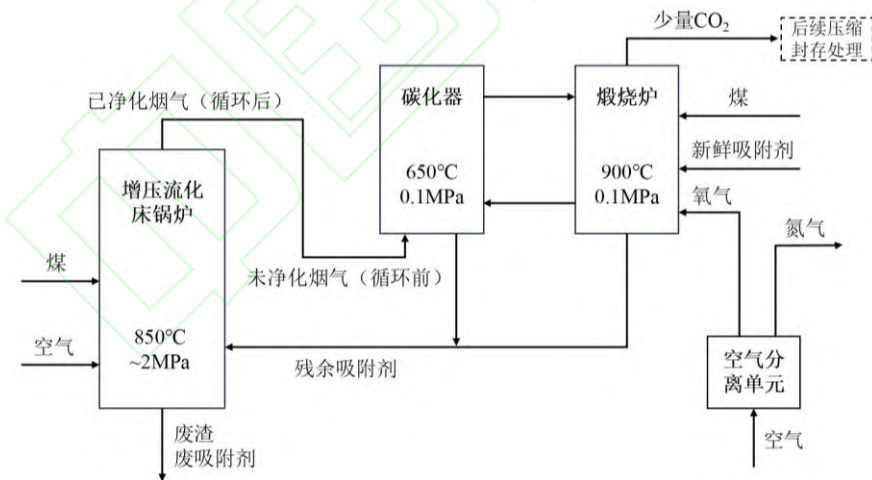 少量CO₂
后续压缩
封存处理
已净化烟气（循环后）
碳化器
650℃
0.1MPa
煅烧炉
900℃
0.1MPa
煤
新鲜吸附剂
氧气
氮气
增压流化
床锅炉
850℃
~2MPa
煤
空气
未净化烟气（循环前）
残余吸附剂
空气分
离单元
空气
废渣
废吸附剂